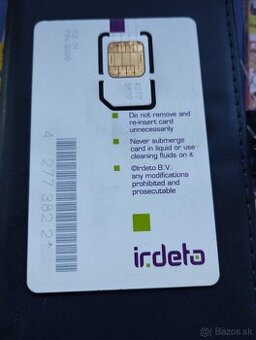 Do not remove and
re-insert card
unnecessarily
Never submerge
card in liquid or use
cleaning fluids on it
©Irdeto B.V.:
any modifications
prohibited and
prosecutable
irdeto
Bazos.sk